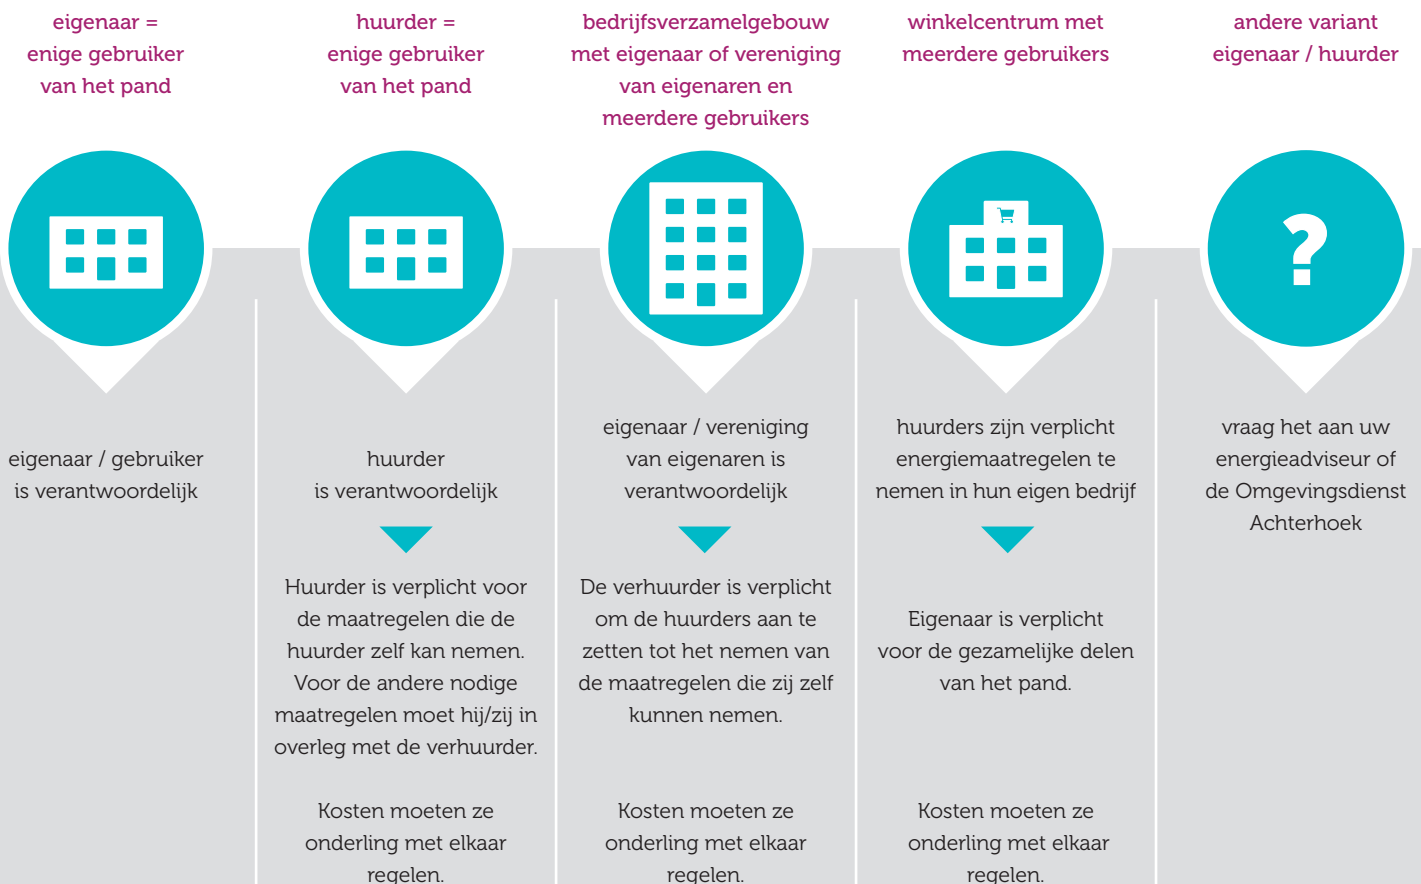 eigenaar =
enige gebruiker
van het pand
huurder =
enige gebruiker
van het pand
bedrijfsverzamelgebouw
met eigenaar of vereniging
van eigenaren en
meerdere gebruikers
winkelcentrum met
meerdere gebruikers
andere variant
eigenaar / huurder
?
eigenaar / gebruiker
is verantwoordelijk
huurder
is verantwoordelijk
Huurder is verplicht voor
de maatregelen die de
huurder zelf kan nemen.
Voor de andere nodige
maatregelen moet hij/zij in
overleg met de verhuurder.
Kosten moeten ze
onderling met elkaar
regelen.
eigenaar / vereniging
van eigenaren is
verantwoordelijk
De verhuurder is verplicht
om de huurders aan te
zetten tot het nemen van
de maatregelen die zij zelf
kunnen nemen.
Kosten moeten ze
onderling met elkaar
regelen.
huurders zijn verplicht
energiemaatregelen te
nemen in hun eigen bedrijf
Eigenaar is verplicht
voor de gezamelijke delen
van het pand.
Kosten moeten ze
onderling met elkaar
regelen.
vraag het aan uw
energieadviseur of
de Omgevingsdienst
Achterhoek